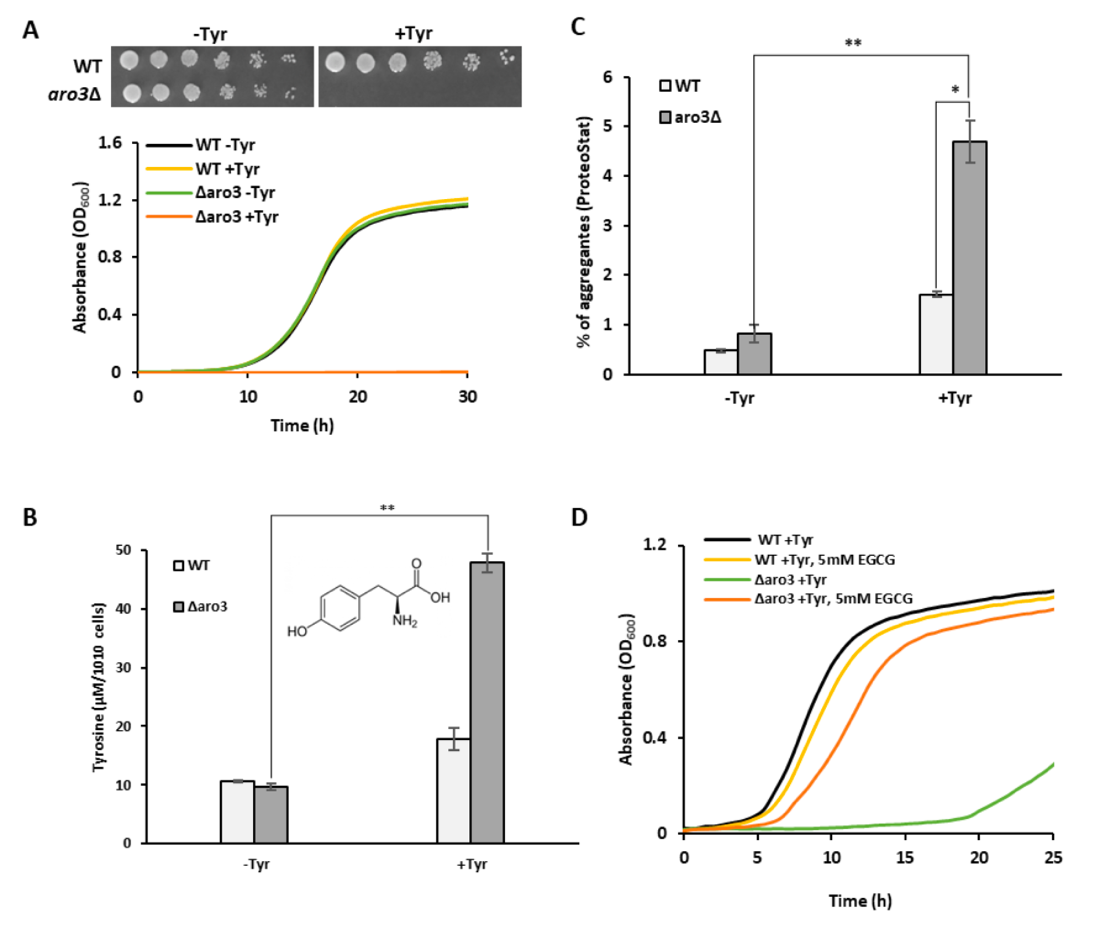 A
-Tyr
+Tyr
WT
aro3Δ
1.6
1.2
0.8
0.4
0
Absorbance (OD600)
WT -Tyr
WT +Tyr
Δaro3 -Tyr
Δaro3 +Tyr
0
10
20
30
Time (h)
C
**
*
6
5
4
3
2
1
0
% of aggregantes (ProteoStat)
WT
aro3Δ
-Tyr
+Tyr
B
**
50
40
30
20
10
0
Tyrosine (µM/1010 cells)
WT
Δaro3
O
OH
NH2
HO
-Tyr
+Tyr
D
1.2
0.8
0.4
0
Absorbance (OD600)
WT +Tyr
WT +Tyr, 5mM EGCG
Δaro3 +Tyr
Δaro3 +Tyr, 5mM EGCG
0
5
10
15
20
25
Time (h)